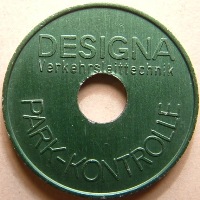 DESIGNA
Verkehrsleittechnik
PARK-KONTROLLE